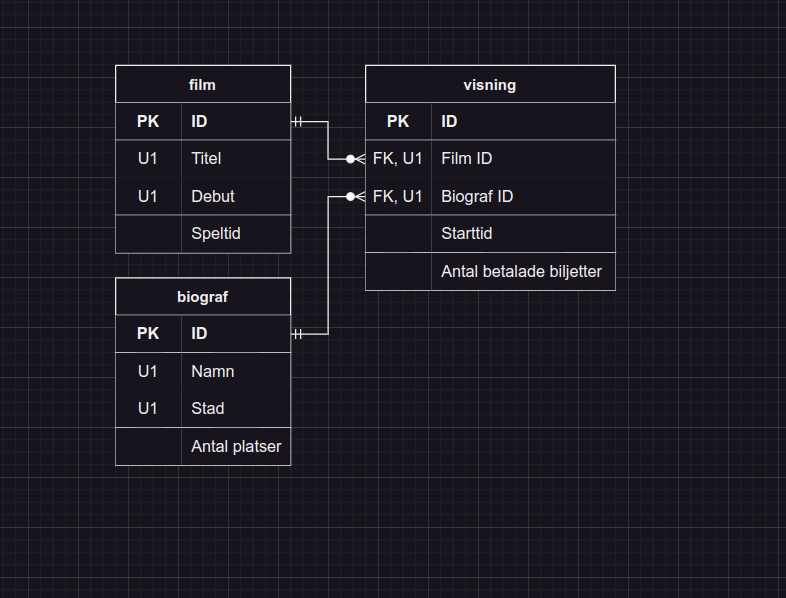 film
PK ID
U1 Titel
U1 Debut
Speltid
biograf
PK ID
U1 Namn
U1 Stad
Antal platser
visning
PK ID
FK, U1 Film ID
FK, U1 Biograf ID
Starttid
Antal betalade biljetter